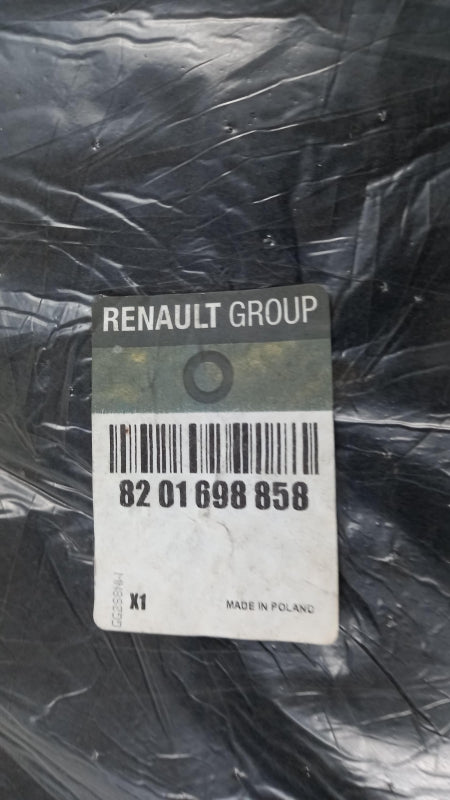 RENAULT GROUP
82 01 698 858
X1
MADE IN POLAND